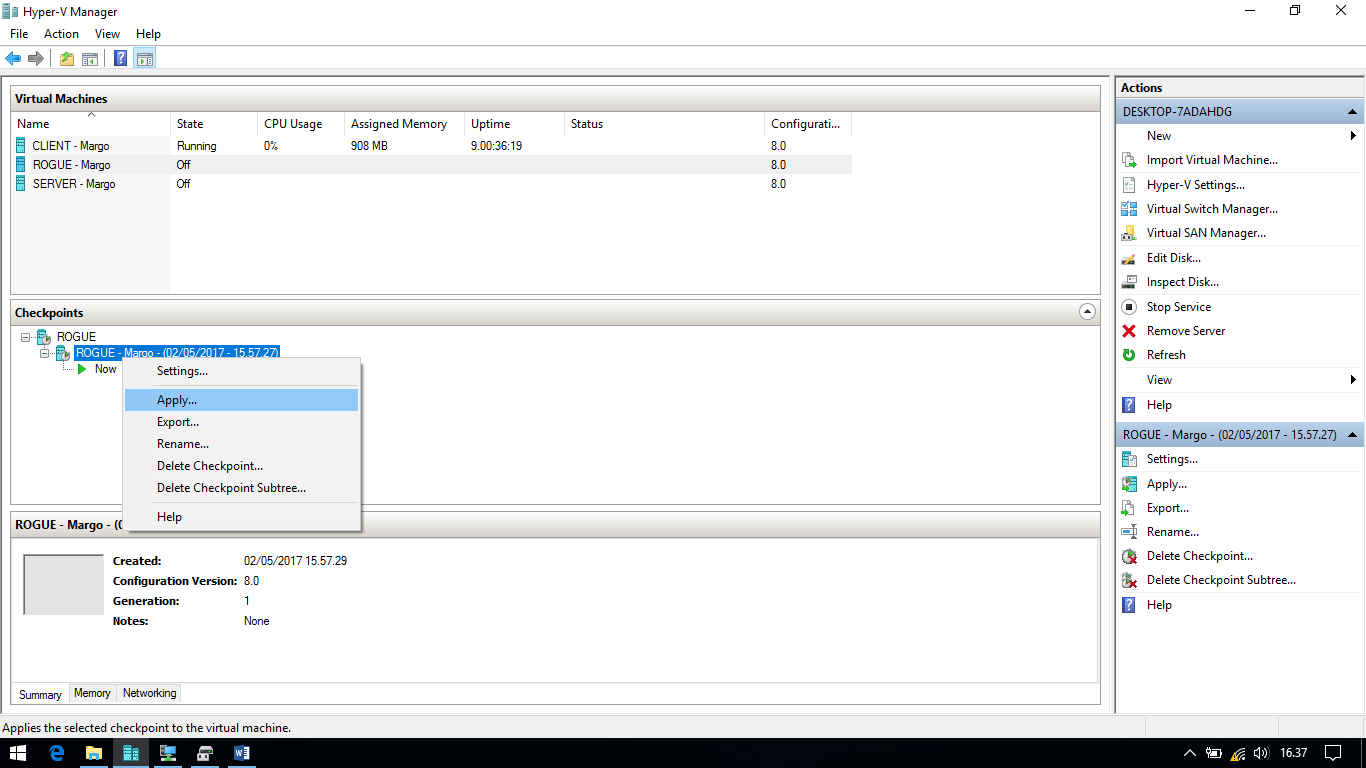 Hyper-V Manager
File Action View Help
Virtual Machines
Name State CPU Usage Assigned Memory Uptime Status Configurati...
CLIENT - Margo Running 0% 908 MB 9.00:36:19 8.0
ROGUE - Margo Off 8.0
SERVER - Margo Off 8.0
Checkpoints
ROGUE
ROGUE - Margo - (02/05/2017 - 15.57.27)
Now
Settings...
Apply...
Export...
Rename...
Delete Checkpoint...
Delete Checkpoint Subtree...
Help
ROGUE - Margo - (0
Created: 02/05/2017 15.57.29
Configuration Version: 8.0
Generation: 1
Notes: None
Summary Memory Networking
Actions
DESKTOP-7ADAHDG
New
Import Virtual Machine...
Hyper-V Settings...
Virtual Switch Manager...
Virtual SAN Manager...
Edit Disk...
Inspect Disk...
Stop Service
Remove Server
Refresh
View
Help
ROGUE - Margo - (02/05/2017 - 15.57.27)
Settings...
Apply...
Export...
Rename...
Delete Checkpoint...
Delete Checkpoint Subtree...
Help
Applies the selected checkpoint to the virtual machine.
16.37